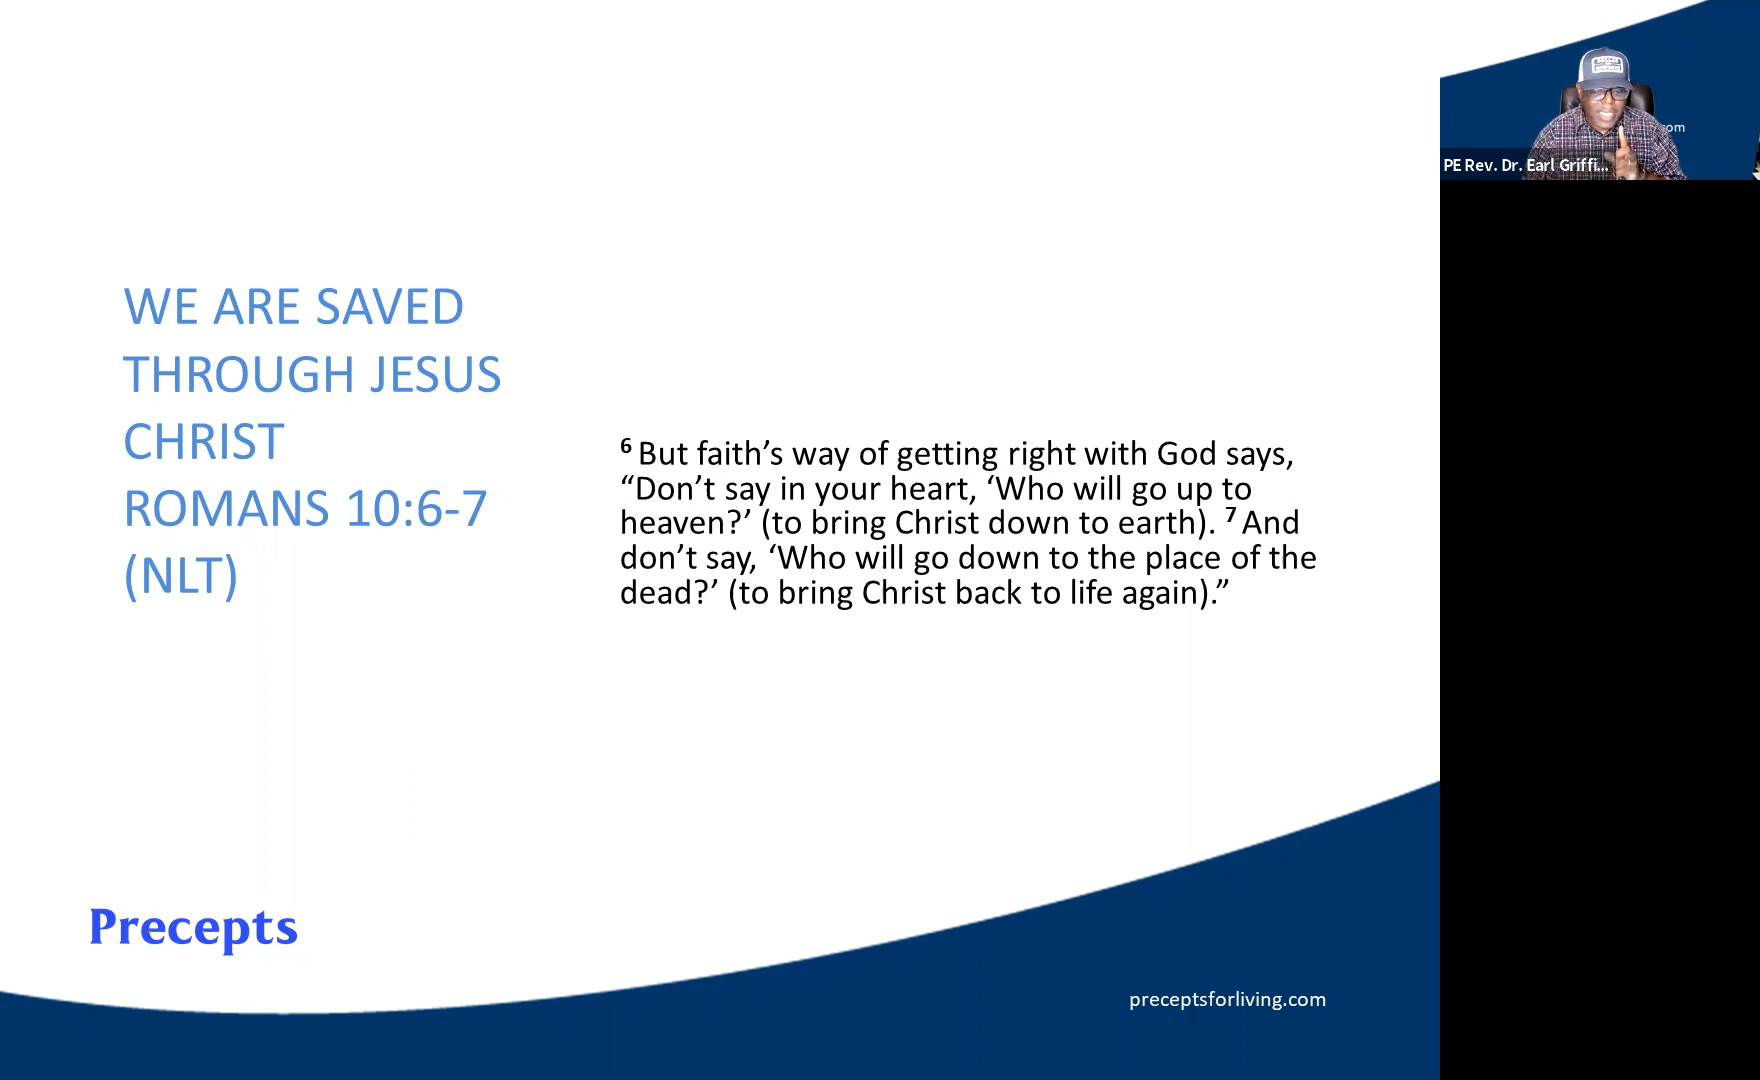 WE ARE SAVED
THROUGH JESUS
CHRIST
ROMANS 10:6-7
(NLT)
⁶ But faith’s way of getting right with God says,
“Don’t say in your heart, ‘Who will go up to
heaven?’ (to bring Christ down to earth). ⁷ And
don’t say, ‘Who will go down to the place of the
dead?’ (to bring Christ back to life again).”
Precepts
preceptsforliving.com
com
PE Rev. Dr. Earl Griffi...